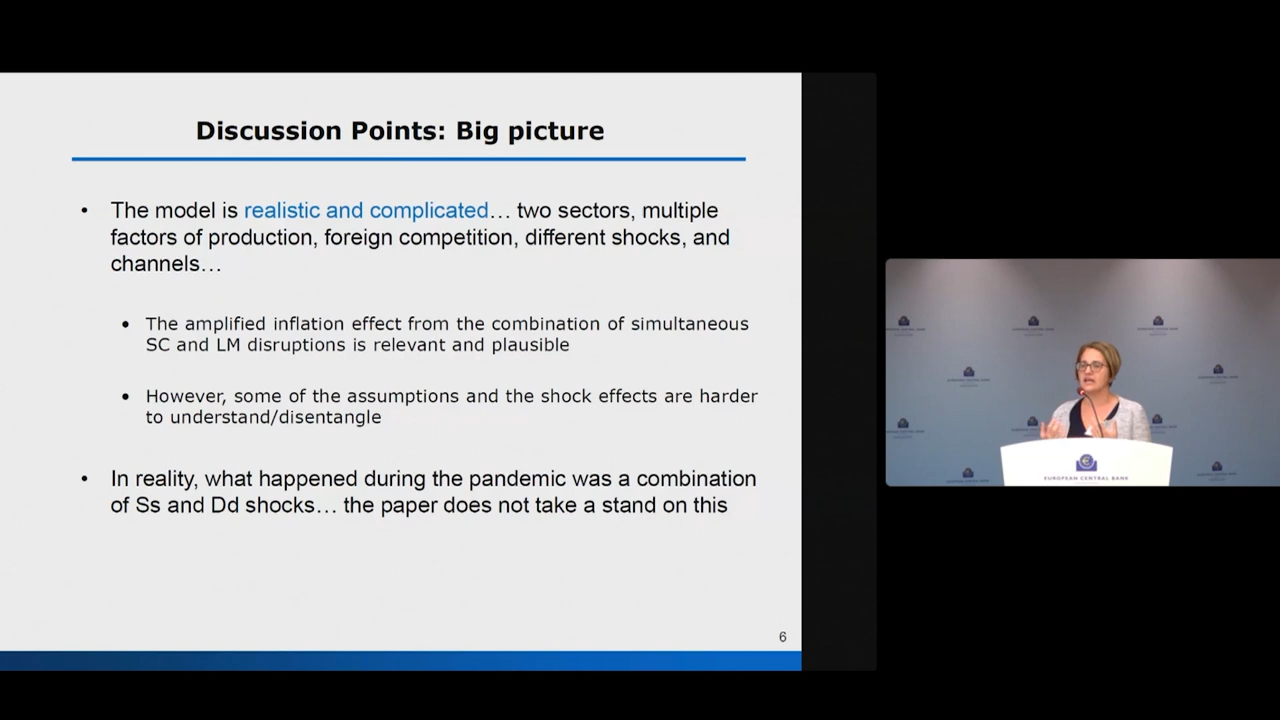 Discussion Points: Big picture
• The model is realistic and complicated… two sectors, multiple
factors of production, foreign competition, different shocks, and
channels…
• The amplified inflation effect from the combination of simultaneous
SC and LM disruptions is relevant and plausible
• However, some of the assumptions and the shock effects are harder
to understand/disentangle
• In reality, what happened during the pandemic was a combination
of Ss and Dd shocks… the paper does not take a stand on this
6
EUROPEAN CENTRAL BANK